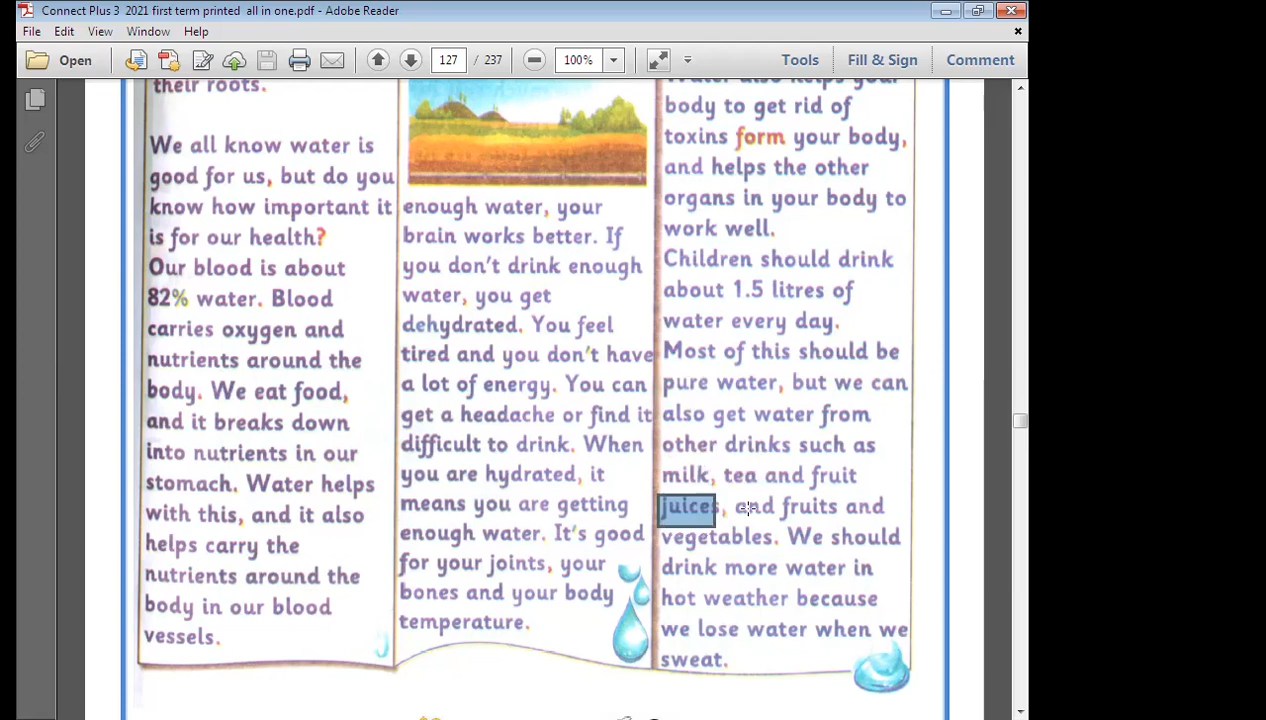 Connect Plus 3 2021 first term printed all in one.pdf - Adobe Reader
File Edit View Window Help
Open 127 / 237 100% Tools Fill & Sign Comment
their roots.
We all know water is
good for us, but do you
know how important it
is for our health?
Our blood is about
82% water. Blood
carries oxygen and
nutrients around the
body. We eat food,
and it breaks down
into nutrients in our
stomach. Water helps
with this, and it also
helps carry the
nutrients around the
body in our blood
vessels.
enough water, your
brain works better. If
you don't drink enough
water, you get
dehydrated. You feel
tired and you don't have
a lot of energy. You can
get a headache or find it
difficult to drink. When
you are hydrated, it
means you are getting
enough water. It's good
for your joints, your
bones and your body
temperature.
Water also helps your
body to get rid of
toxins form your body,
and helps the other
organs in your body to
work well.
Children should drink
about 1.5 litres of
water every day.
Most of this should be
pure water, but we can
also get water from
other drinks such as
milk, tea and fruit
juices, and fruits and
vegetables. We should
drink more water in
hot weather because
we lose water when we
sweat.